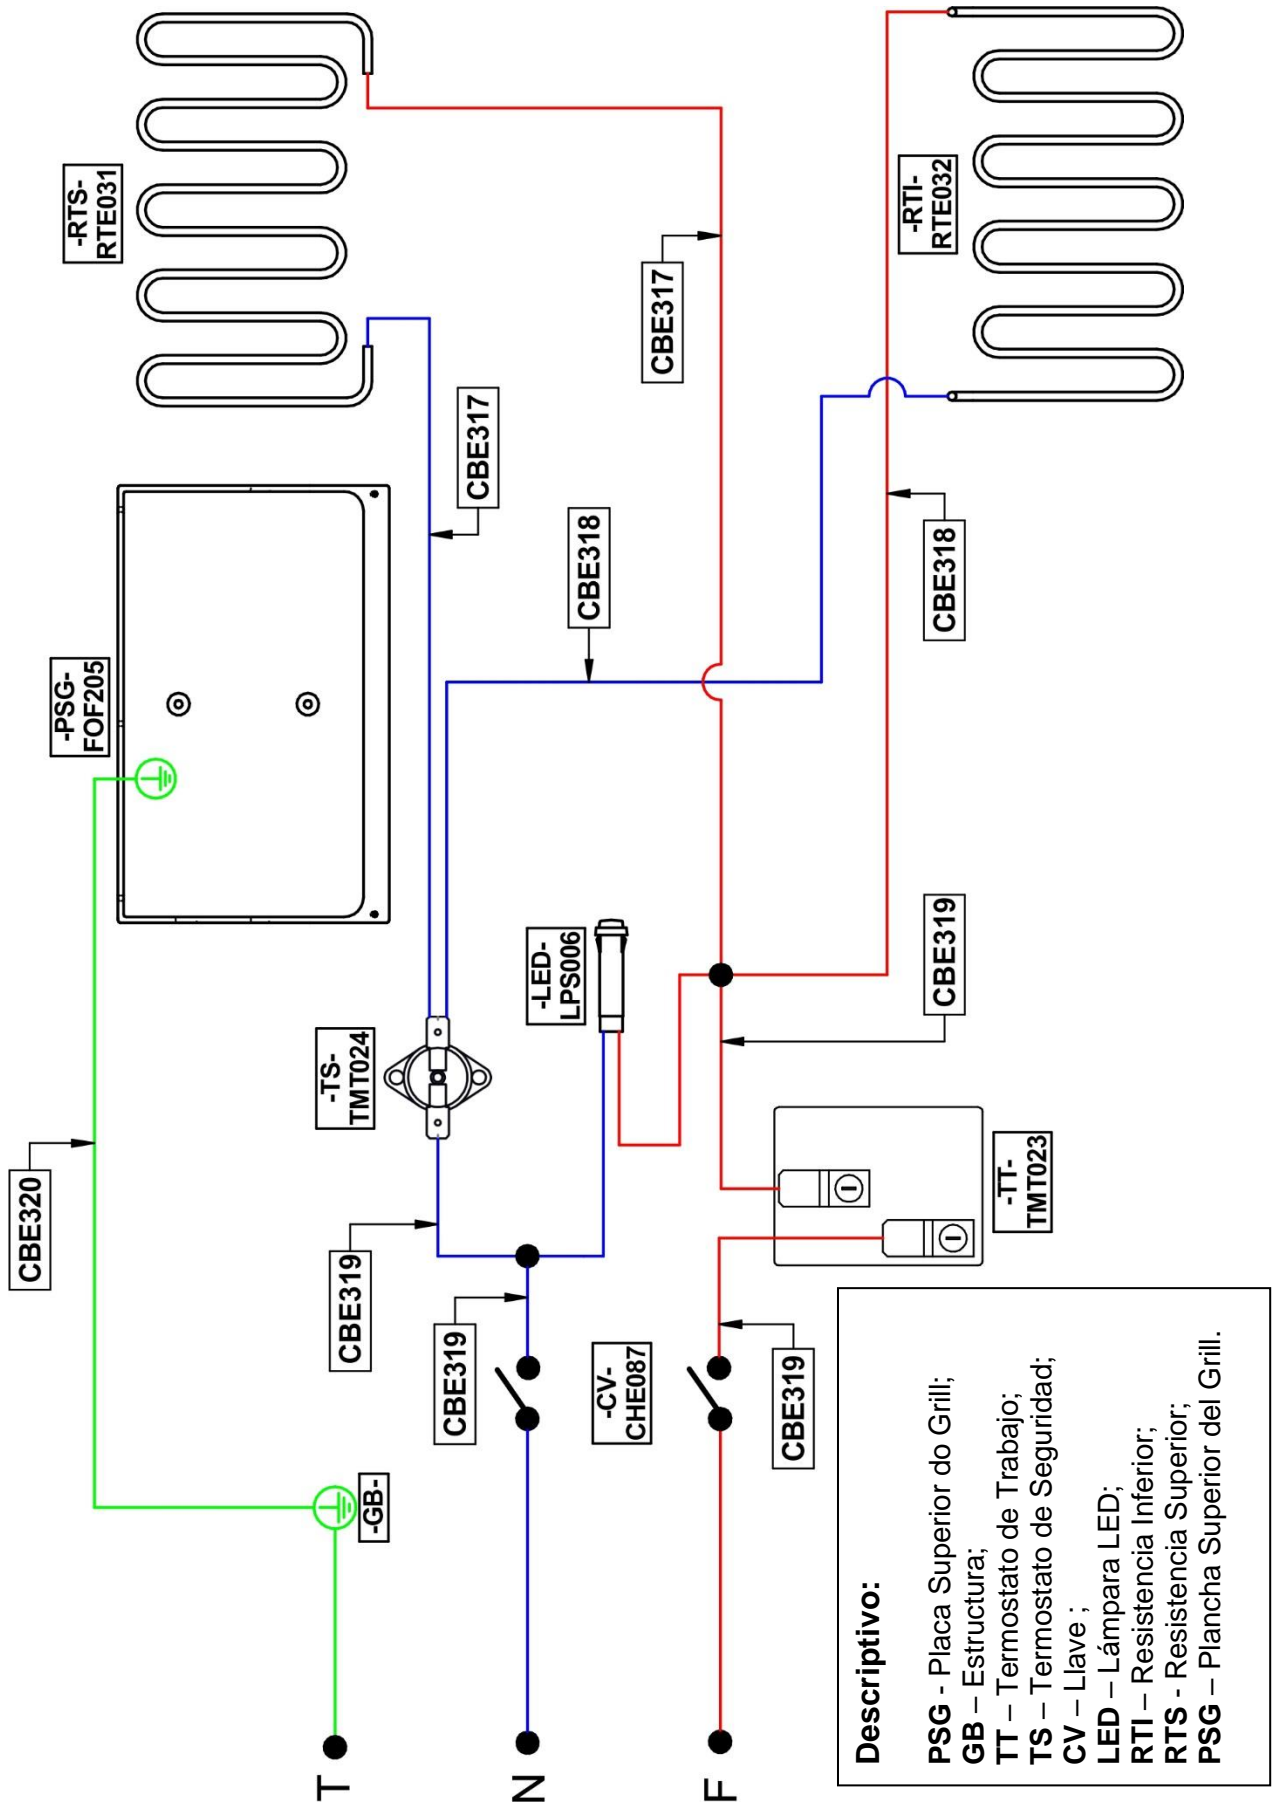 -PSG-
FOF205
-RTS-
RTE031
CBE320
-TS-
TMT024
CBE317
CBE319
CBE319
-GB-
-LED-
LPS006
CBE318
CBE317
-CV-
CHE087
CBE319
CBE319
CBE318
-RTI-
RTE032
-TT-
TMT023
T
N
F
Descriptivo:
PSG - Placa Superior do Grill;
GB – Estructura;
TT – Termostato de Trabajo;
TS – Termostato de Seguridad;
CV – Llave ;
LED – Lámpara LED;
RTI – Resistencia Inferior;
RTS - Resistencia Superior;
PSG – Plancha Superior del Grill.